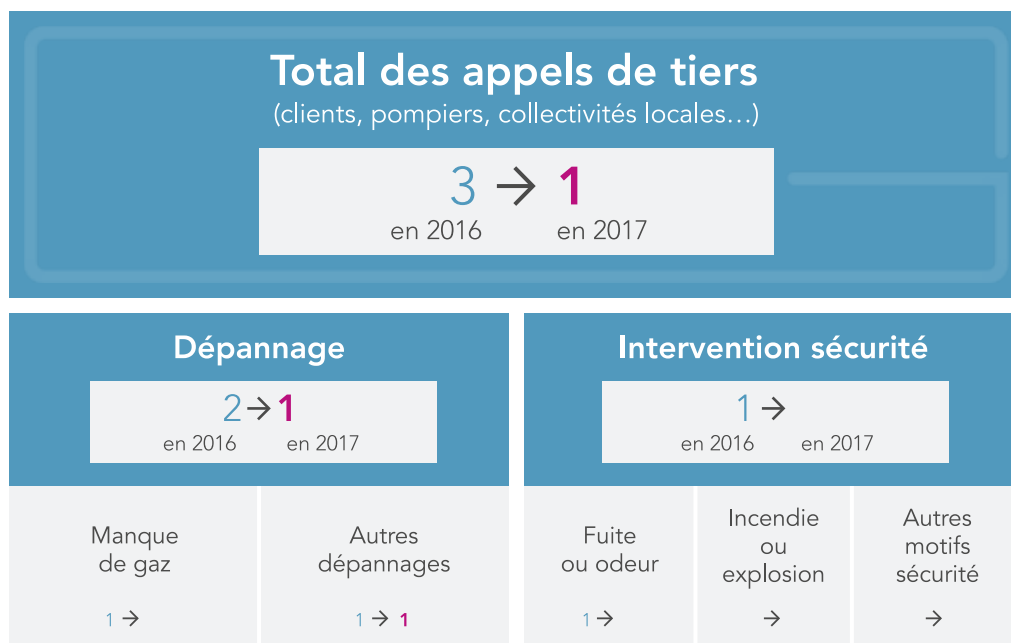 Total des appels de tiers
(clients, pompiers, collectivités locales…)
3 → 1
en 2016 en 2017
Dépannage
2 → 1
en 2016 en 2017
Manque
de gaz
1 →
Autres
dépannages
1 → 1
Intervention sécurité
1 →
en 2016 en 2017
Fuite
ou odeur
1 →
Incendie
ou
explosion
→
Autres
motifs
sécurité
→